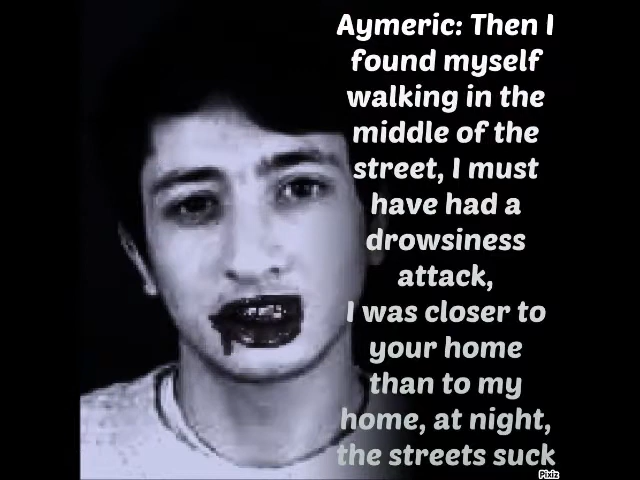 Aymeric: Then I
found myself
walking in the
middle of the
street, I must
have had a
drowsiness
attack,
I was closer to
your home
than to my
home, at night,
the streets suck
Pixiz